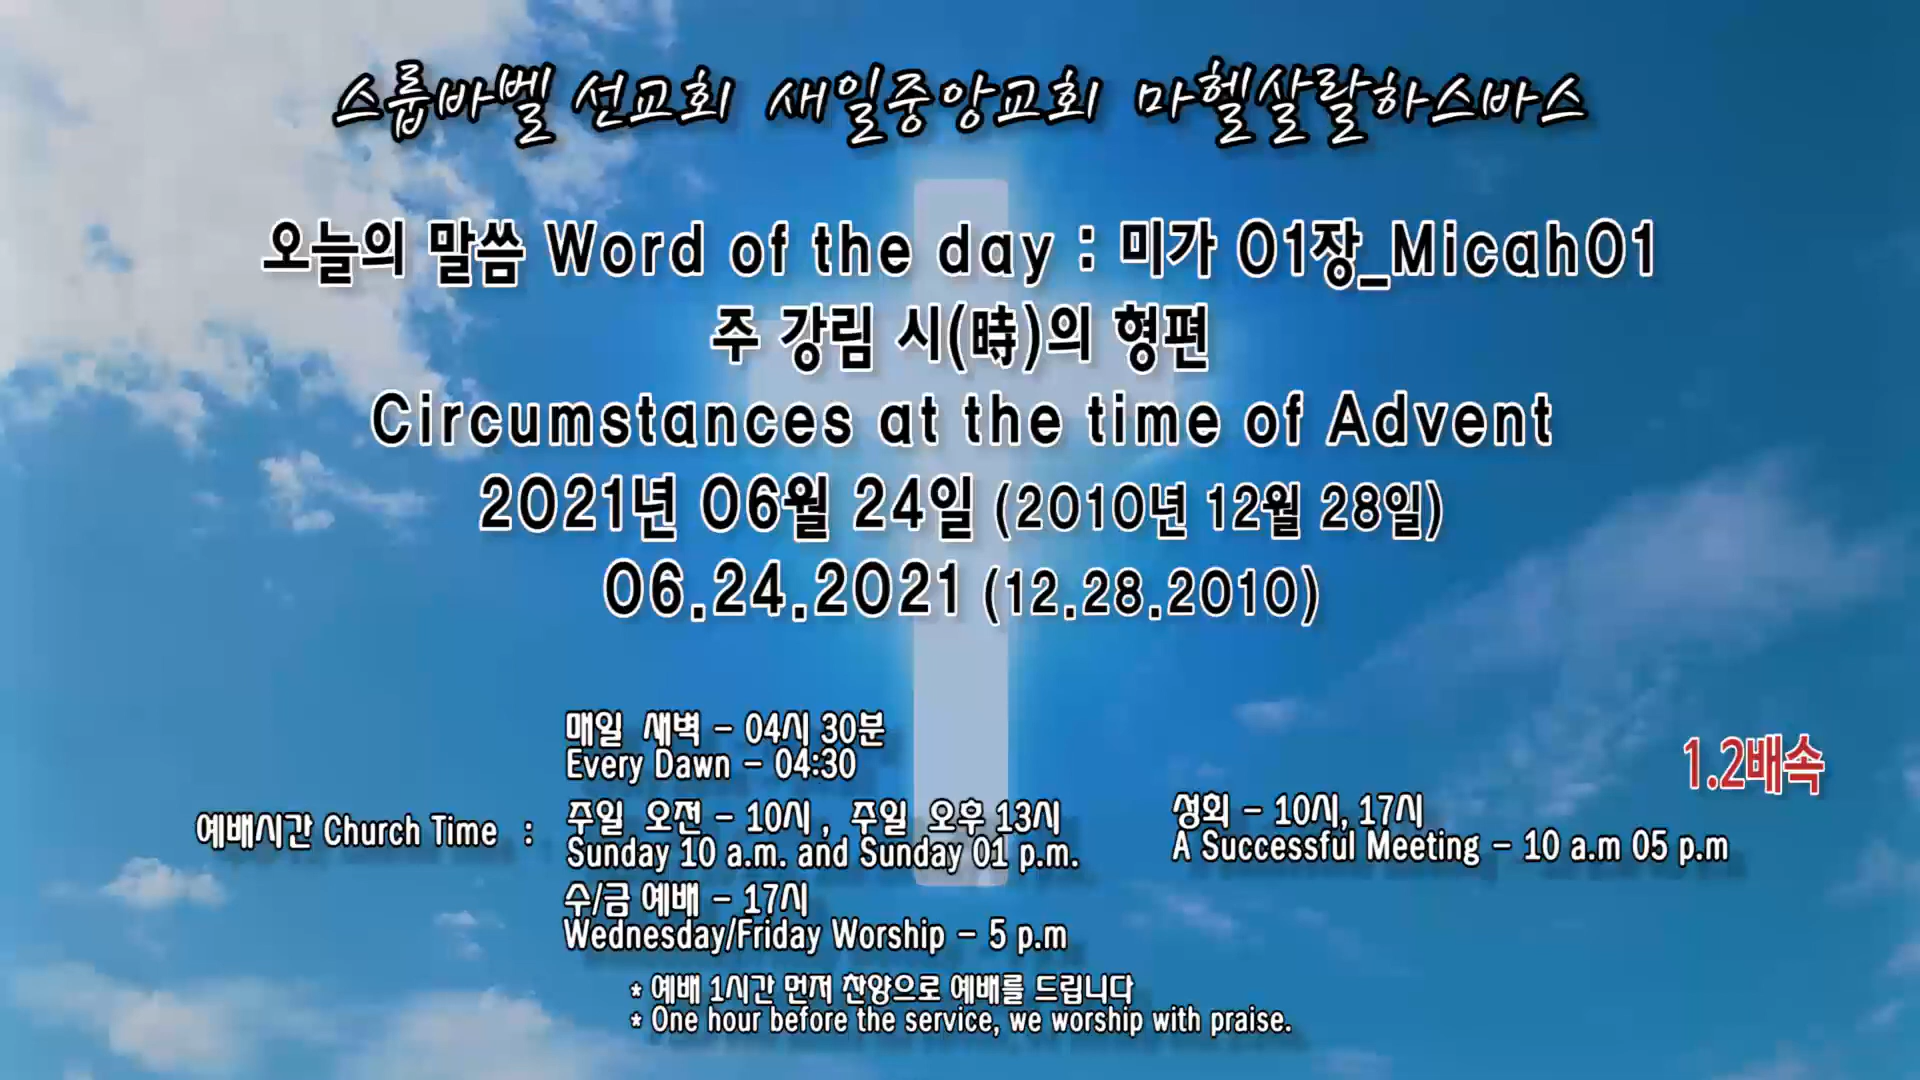 스룹바벨 선교회 새일중앙교회 마헬살랄하스바스
오늘의 말씀 Word of the day : 미가 01장_Micah01
주 강림 시(時)의 형편
Circumstances at the time of Advent
2021년 06월 24일 (2010년 12월 28일)
06.24.2021 (12.28.2010)
매일 새벽 - 04시 30분
Every Dawn - 04:30
1.2배속
예배시간 Church Time :
주일 오전 - 10시 , 주일 오후 13시
Sunday 10 a.m. and Sunday 01 p.m.
성회 - 10시, 17시
A Successful Meeting - 10 a.m 05 p.m
수/금 예배 - 17시
Wednesday/Friday Worship - 5 p.m
* 예배 1시간 먼저 찬양으로 예배를 드립니다
* One hour before the service, we worship with praise.